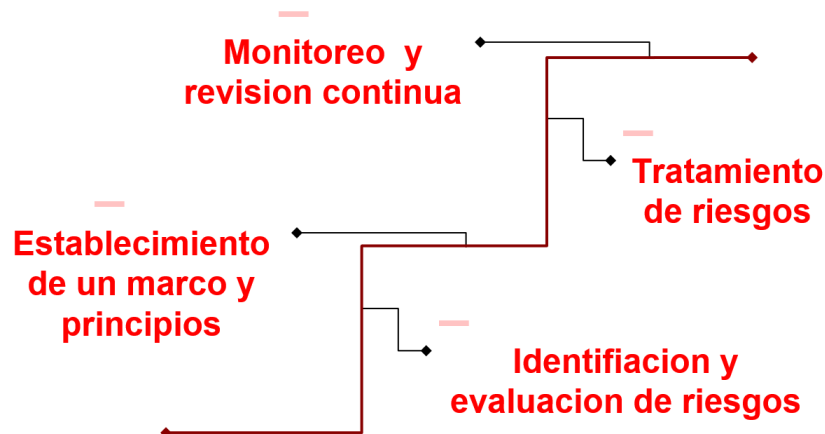 Monitoreo y
revision continua
Tratamiento
de riesgos
Establecimiento
de un marco y
principios
Identifiacion y
evaluacion de riesgos